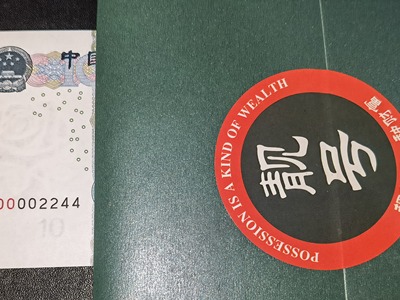 中国
00002244
10
POSSESSION IS A KIND OF WEALTH
靓号